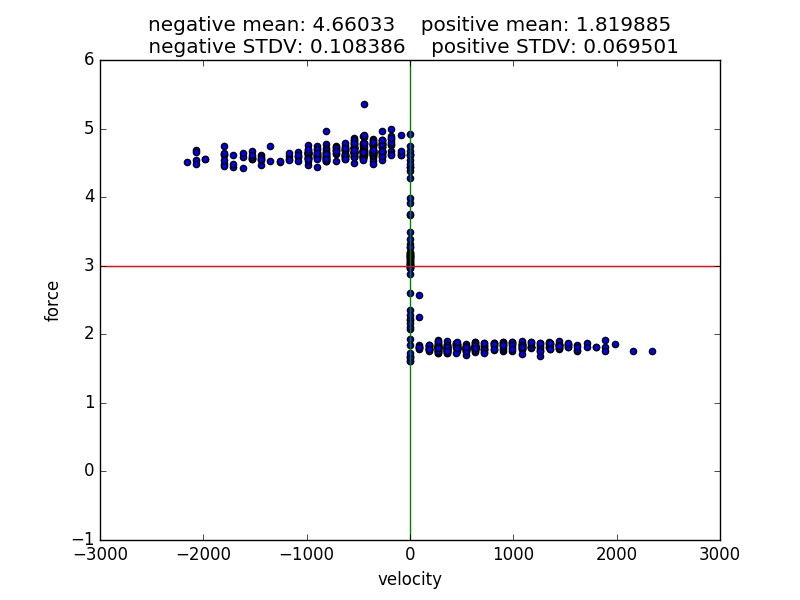 negative mean: 4.66033 positive mean: 1.819885
negative STDV: 0.108386 positive STDV: 0.069501
6
5
4
3
2
1
0
−1
−3000 −2000 −1000 0 1000 2000 3000
force
velocity